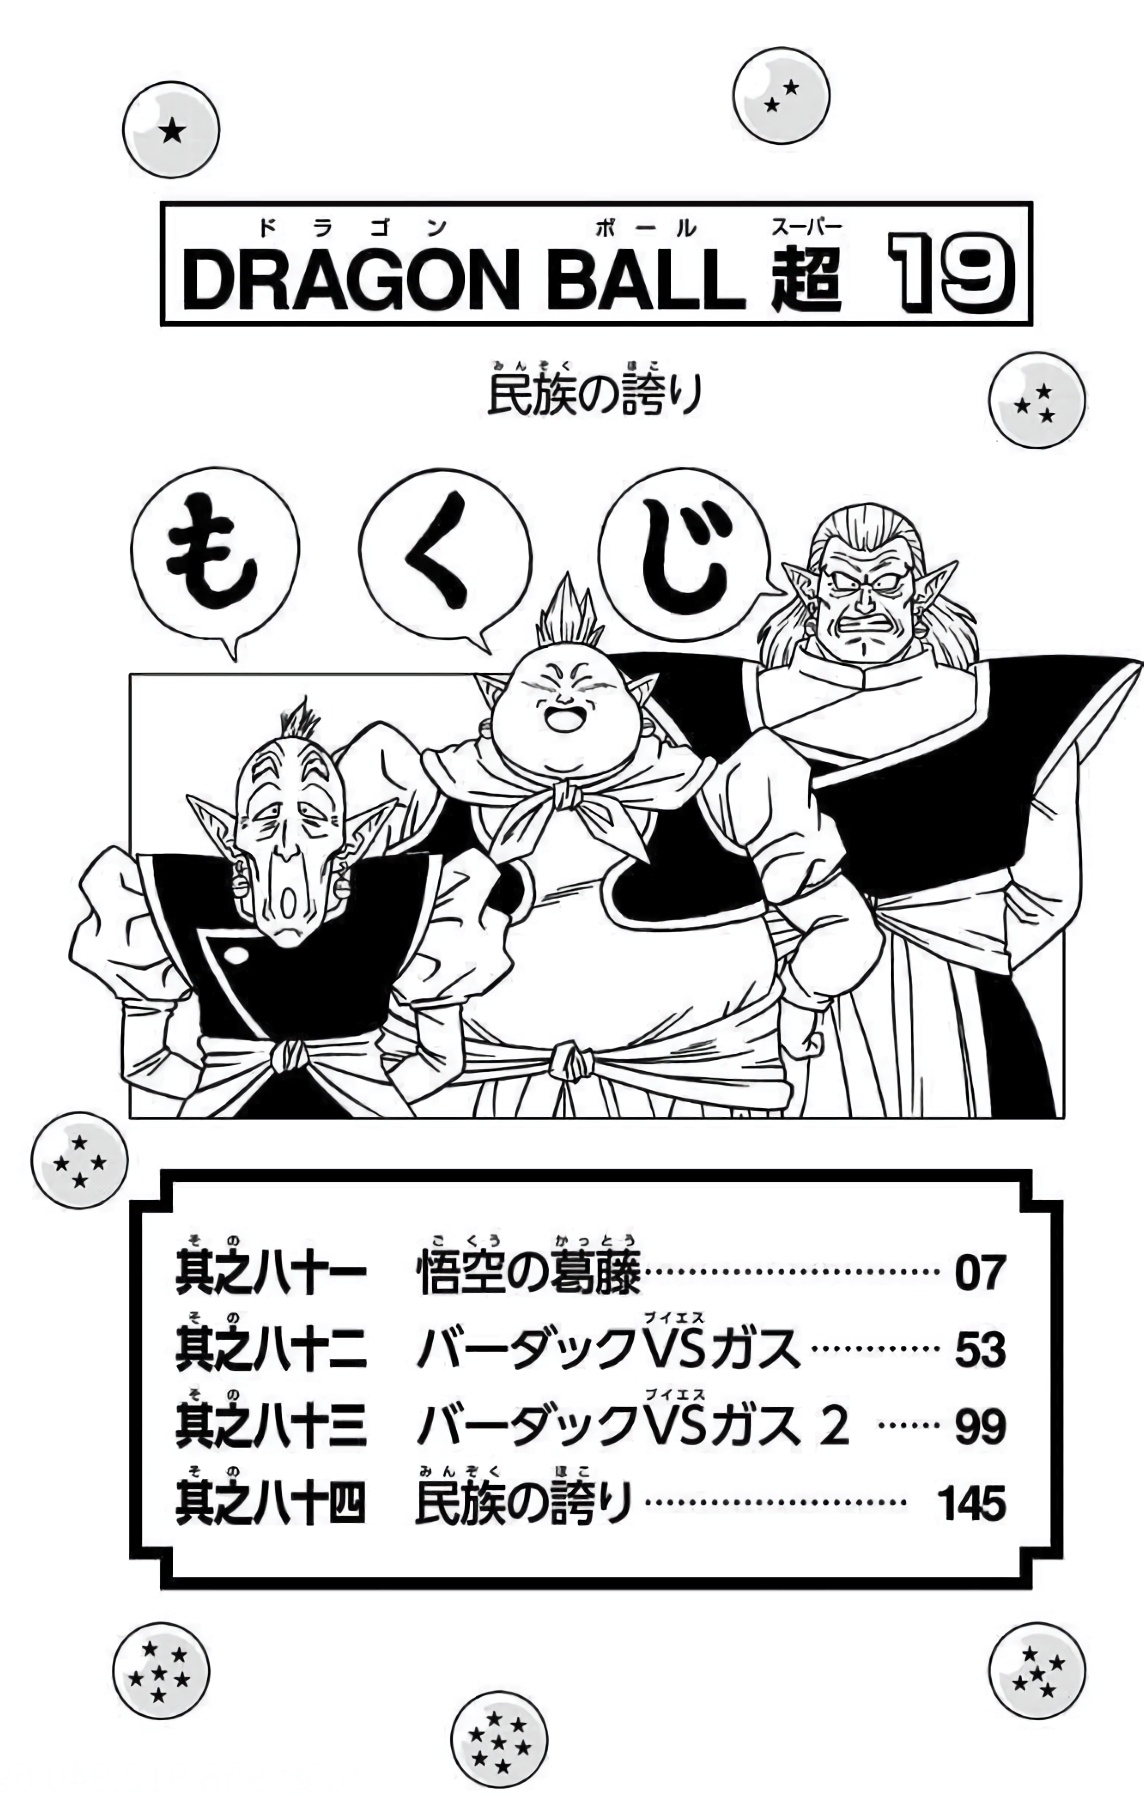 ドラゴン ボール スーパー
DRAGON BALL 超 19
みんぞく ほこ
民族の誇り
もくじ
その ごくう かっとう
其之八十一 悟空の葛藤………………………07
その ブイエス
其之八十二 バーダックVSガス…………53
その ブイエス
其之八十三 バーダックVSガス 2 ……99
その みんぞく ほこ
其之八十四 民族の誇り………………………145